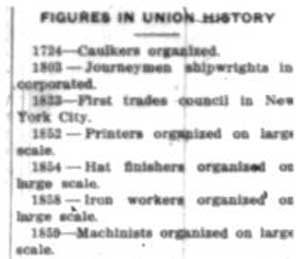 FIGURES IN UNION HISTORY
1724—Caulkers organized.
1803—Journeymen shipwrights in
corporated.
1833—First trades council in New
York City.
1852—Printers organized on large
scale.
1854—Hat finishers organized on
large scale.
1858—Iron workers organized on
large scale.
1859—Machinists organized on large
scale.